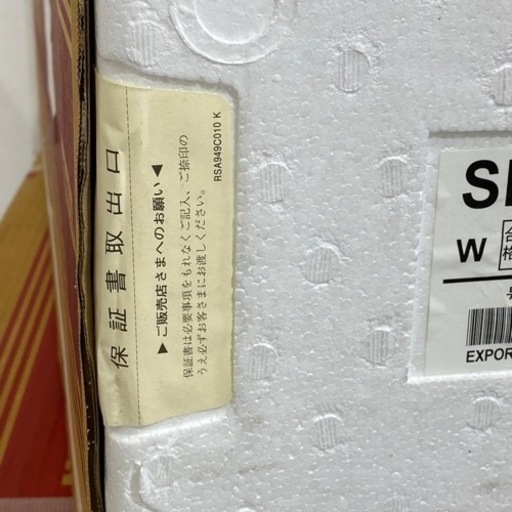 保証書取出口
▶ご販売店さまへのお願い◀
保証書は必要事項をもれなくご記入、ご捺印の
うえ必ずお客さまにお渡しください。
RSA949C010 K
W
合格
EXPOR